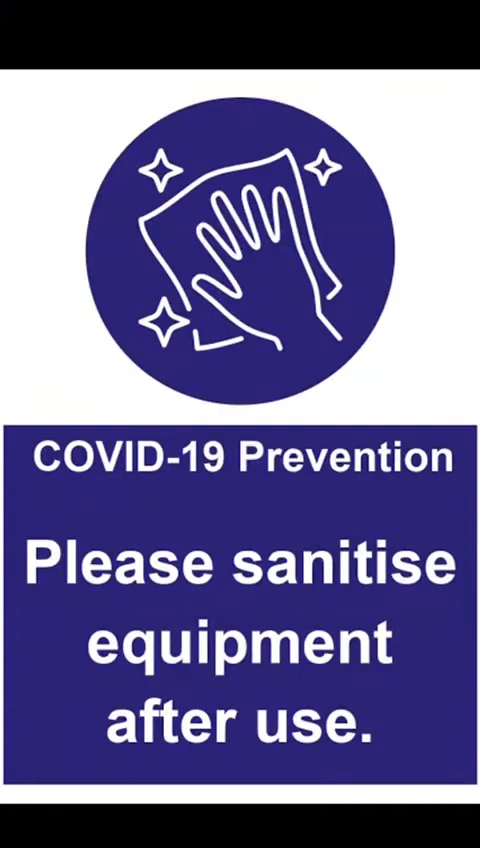 COVID-19 Prevention
Please sanitise
equipment
after use.